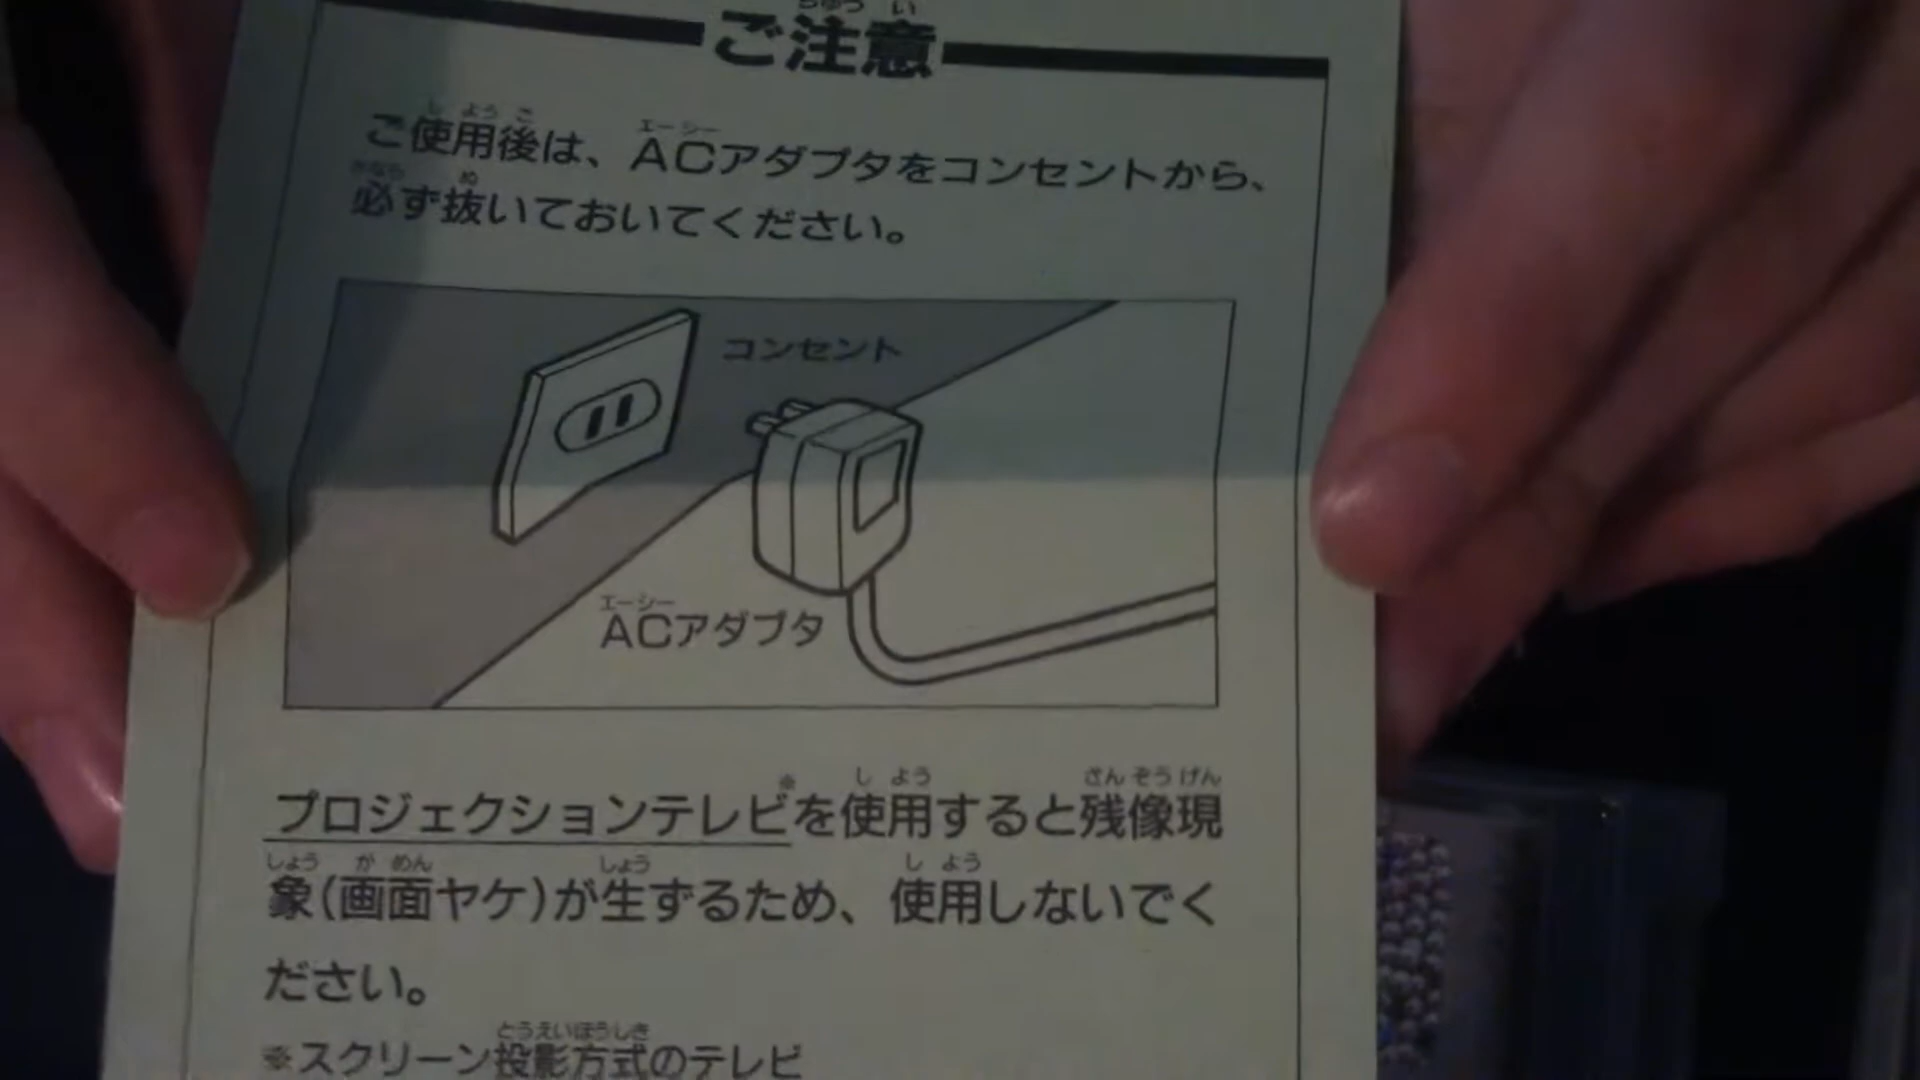 ご注意
ご使用後は、ACアダプタをコンセントから、
必ず抜いておいてください。
コンセント
ACアダプタ
プロジェクションテレビ※を使用すると残像現
象(画面ヤケ)が生ずるため、使用しないでく
ださい。
※スクリーン投影方式のテレビ